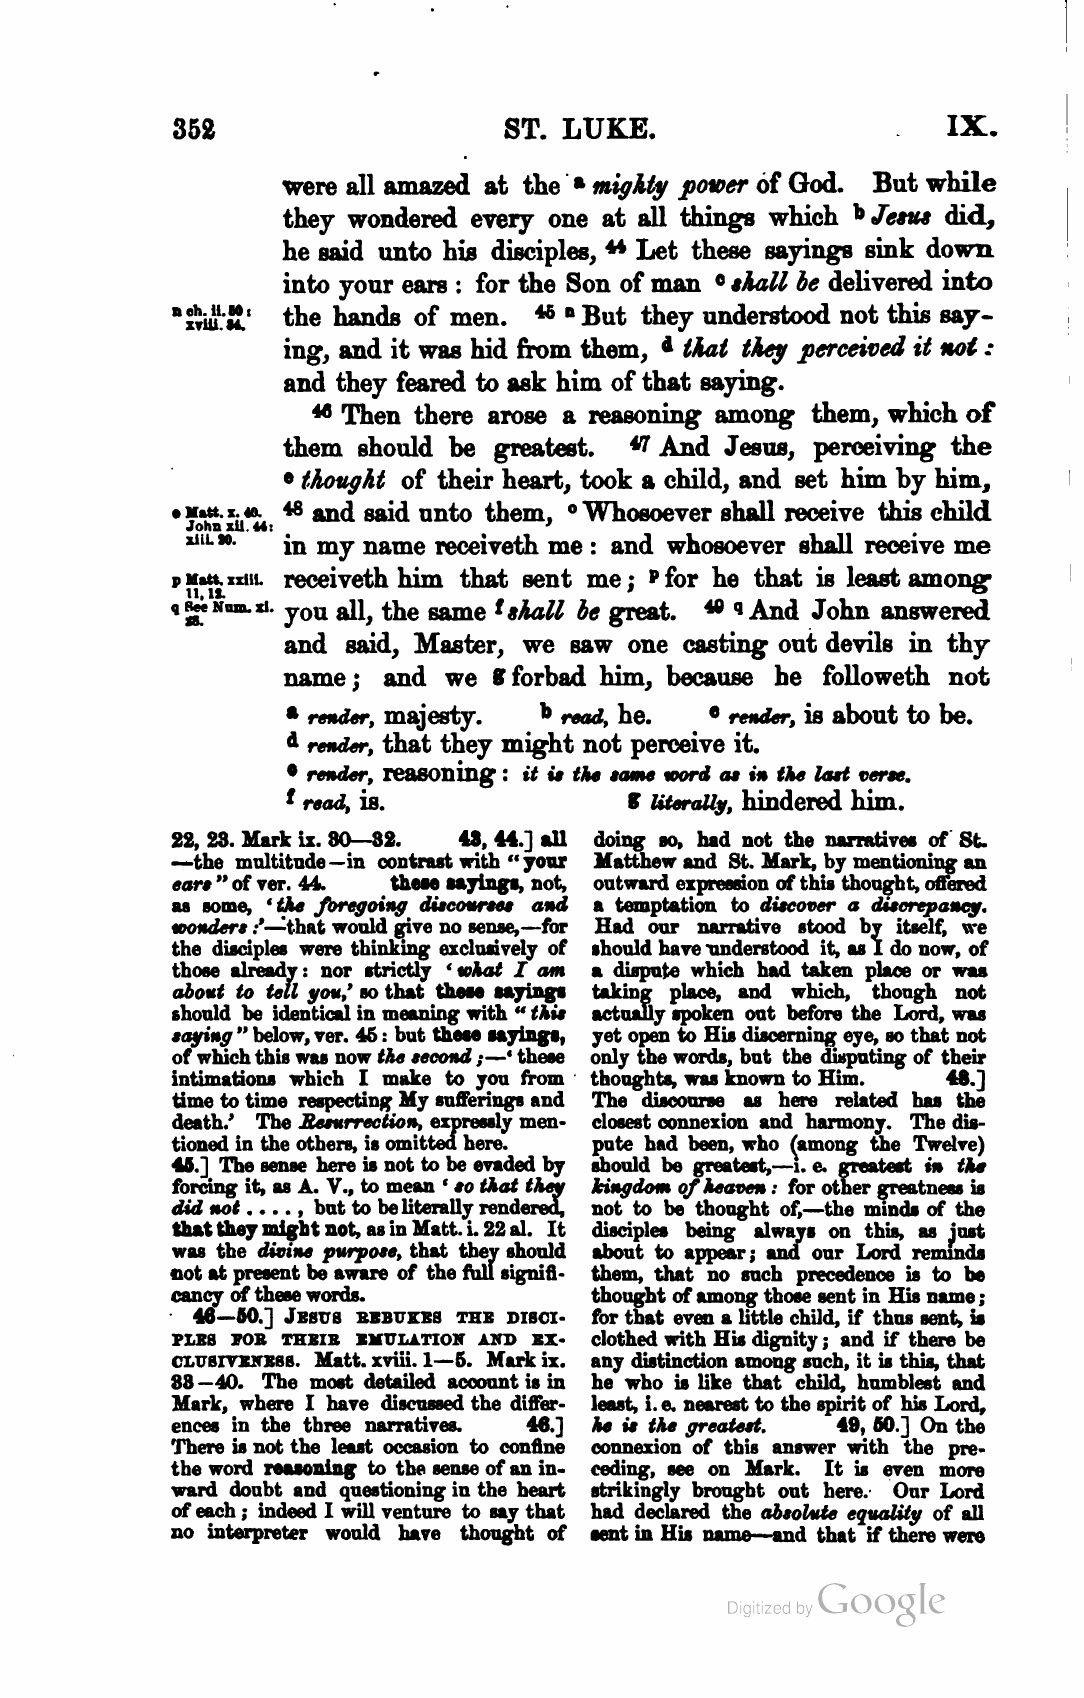 352 ST. LUKE. IX.
were all amazed at the a mighty power of God. But while
they wondered every one at all things which b Jesus did,
he said unto his disciples, 44 Let these sayings sink down
into your ears : for the Son of man c shall be delivered into
n ch. ii. 50 :
xviii. 34.
the hands of men. 45 n But they understood not this say-
ing, and it was hid from them, d that they perceived it not :
and they feared to ask him of that saying.
46 Then there arose a reasoning among them, which of
them should be greatest. 47 And Jesus, perceiving the
e thought of their heart, took a child, and set him by him,
o Matt. x. 40.
John xii. 44:
xiii. 20.
48 and said unto them, o Whosoever shall receive this child
in my name receiveth me : and whosoever shall receive me
p Matt. xxiii.
11, 12.
receiveth him that sent me ; p for he that is least among
q See Num. xi.
28.
you all, the same f shall be great. 49 q And John answered
and said, Master, we saw one casting out devils in thy
name ; and we g forbad him, because he followeth not
a render, majesty. b read, he. c render, is about to be.
d render, that they might not perceive it.
e render, reasoning : it is the same word as in the last verse.
f read, is. g literally, hindered him.
22, 23. Mark ix. 30—32. 43, 44.] all
—the multitude—in contrast with “your
ears” of ver. 44. these sayings, not,
as some, ‘the foregoing discourses and
wonders :’—that would give no sense,—for
the disciples were thinking exclusively of
those already : nor strictly ‘what I am
about to tell you,’ so that these sayings
should be identical in meaning with “this
saying” below, ver. 45 : but these sayings,
of which this was now the second ;—‘these
intimations which I make to you from
time to time respecting My sufferings and
death.’ The Resurrection, expressly men-
tioned in the others, is omitted here.
45.] The sense here is not to be evaded by
forcing it, as A. V., to mean ‘so that they
did not . . . . , but to be literally rendered,
that they might not, as in Matt. i. 22 al. It
was the divine purpose, that they should
not at present be aware of the full signifi-
cancy of these words.
46—50.] JESUS REBUKES THE DISCI-
PLES FOR THEIR EMULATION AND EX-
CLUSIVENESS. Matt. xviii. 1—5. Mark ix.
33—40. The most detailed account is in
Mark, where I have discussed the differ-
ences in the three narratives. 46.]
There is not the least occasion to confine
the word reasoning to the sense of an in-
ward doubt and questioning in the heart
of each ; indeed I will venture to say that
no interpreter would have thought of
doing so, had not the narratives of St.
Matthew and St. Mark, by mentioning an
outward expression of this thought, offered
a temptation to discover a discrepancy.
Had our narrative stood by itself, we
should have understood it, as I do now, of
a dispute which had taken place or was
taking place, and which, though not
actually spoken out before the Lord, was
yet open to His discerning eye, so that not
only the words, but the disputing of their
thoughts, was known to Him. 48.]
The discourse as here related has the
closest connexion and harmony. The dis-
pute had been, who (among the Twelve)
should be greatest,—i. e. greatest in the
kingdom of heaven : for other greatness is
not to be thought of,—the minds of the
disciples being always on this, as just
about to appear ; and our Lord reminds
them, that no such precedence is to be
thought of among those sent in His name ;
for that even a little child, if thus sent, is
clothed with His dignity ; and if there be
any distinction among such, it is this, that
he who is like that child, humblest and
least, i. e. nearest to the spirit of his Lord,
he is the greatest. 49, 50.] On the
connexion of this answer with the pre-
ceding, see on Mark. It is even more
strikingly brought out here. Our Lord
had declared the absolute equality of all
sent in His name—and that if there were
Digitized by Google